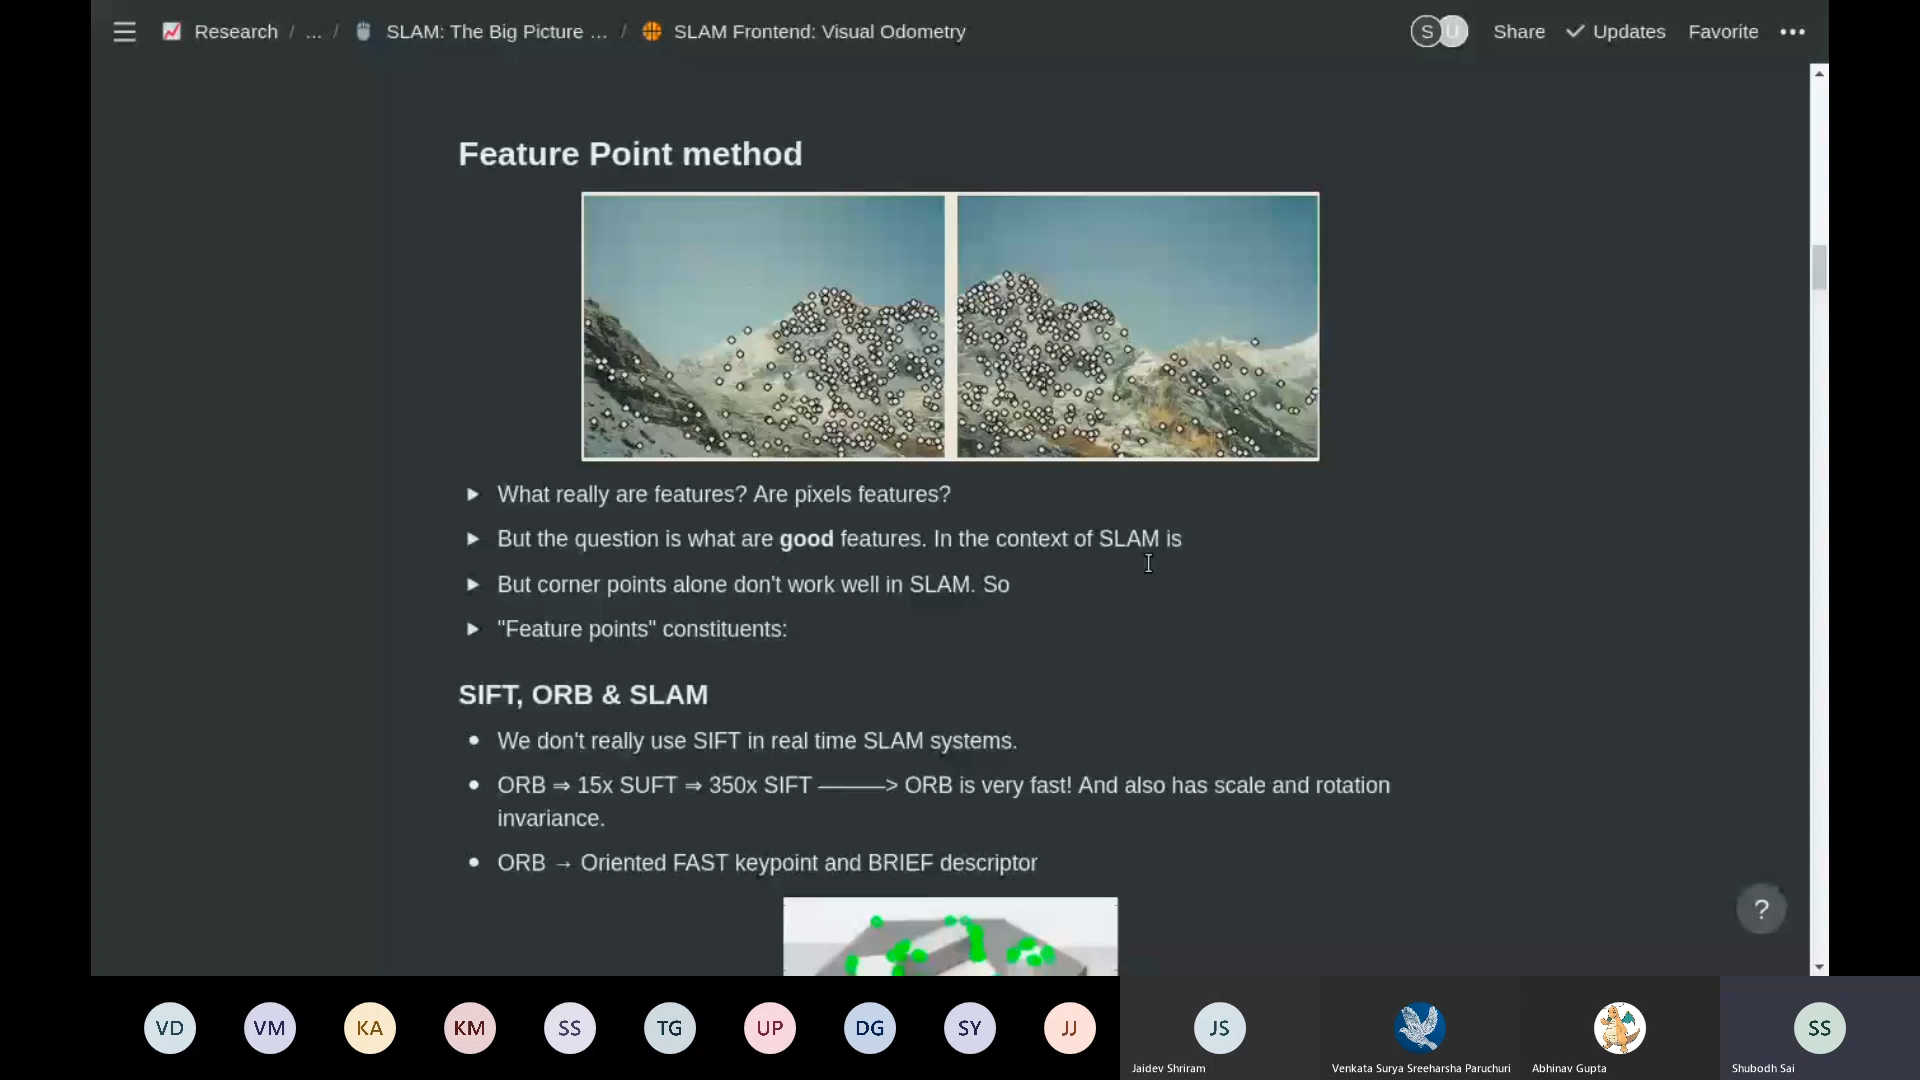 Research / ... / SLAM: The Big Picture ... / SLAM Frontend: Visual Odometry
S U Share Updates Favorite •••
Feature Point method
What really are features? Are pixels features?
But the question is what are good features. In the context of SLAM is
But corner points alone don't work well in SLAM. So
"Feature points" constituents:
SIFT, ORB & SLAM
We don't really use SIFT in real time SLAM systems.
ORB ⇒ 15x SUFT ⇒ 350x SIFT ———> ORB is very fast! And also has scale and rotation
invariance.
ORB → Oriented FAST keypoint and BRIEF descriptor
?
VD VM KA KM SS TG UP DG SY JJ JS SS
Jaidev Shriram Venkata Surya Sreeharsha Paruchuri Abhinav Gupta Shubodh Sai